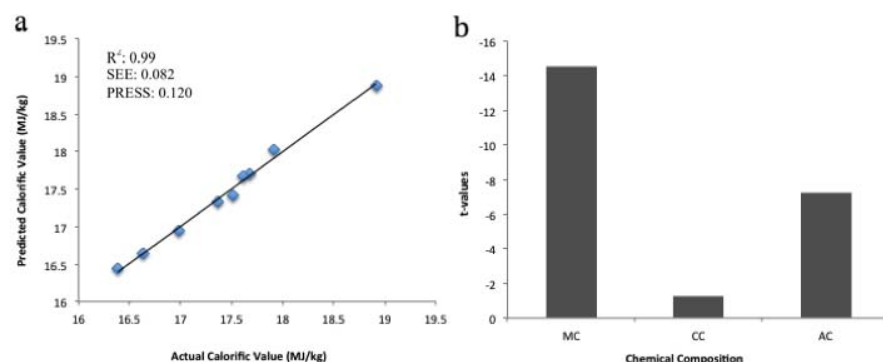 a
R²: 0.99
SEE: 0.082
PRESS: 0.120
Predicted Calorific Value (MJ/kg)
19.5
19
18.5
18
17.5
17
16.5
16
16 16.5 17 17.5 18 18.5 19 19.5
Actual Calorific Value (MJ/kg)
b
t-values
-16
-14
-12
-10
-8
-6
-4
-2
0
MC CC AC
Chemical Composition